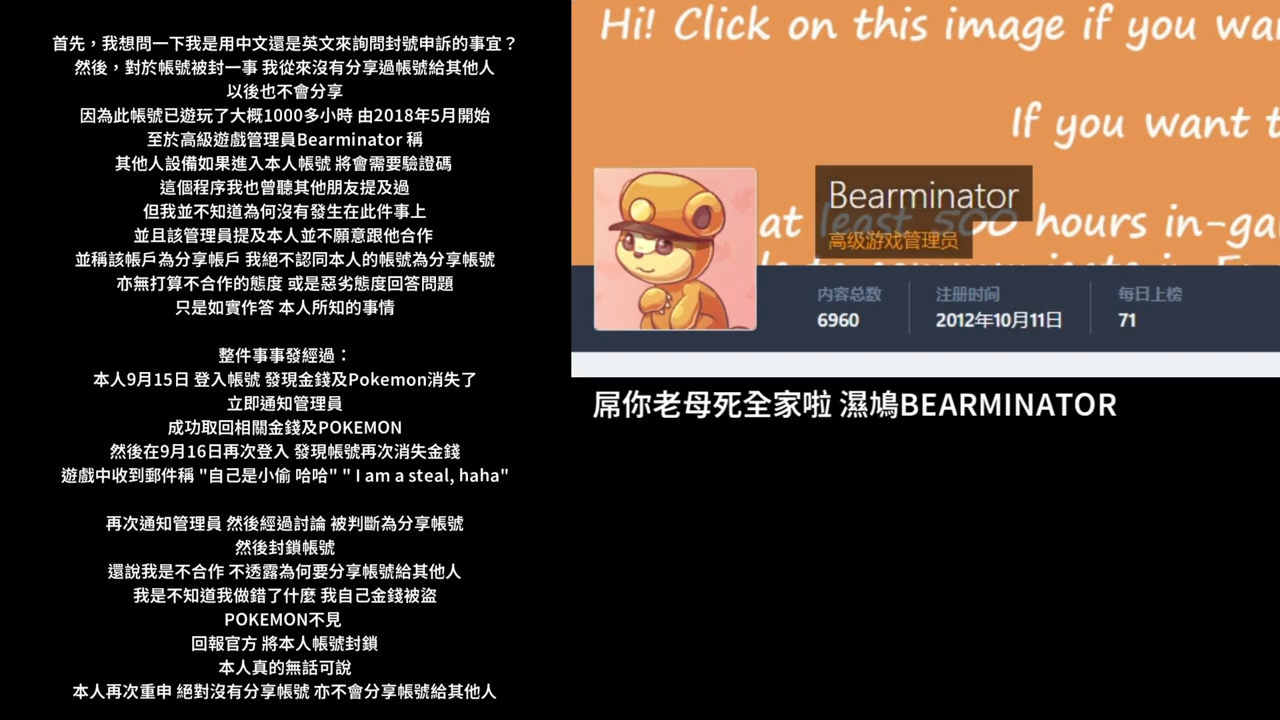 首先，我想問一下我是用中文還是英文來詢問封號申訴的事宜？
然後，對於帳號被封一事 我從來沒有分享過帳號給其他人
以後也不會分享
因為此帳號已遊玩了大概1000多小時 由2018年5月開始
至於高級遊戲管理員Bearminator 稱
其他人設備如果進入本人帳號 將會需要驗證碼
這個程序我也曾聽其他朋友提及過
但我並不知道為何沒有發生在此件事上
並且該管理員提及本人並不願意跟他合作
並稱該帳戶為分享帳戶 我絕不認同本人的帳號為分享帳號
亦無打算不合作的態度 或是惡劣態度回答問題
只是如實作答 本人所知的事情
整件事事發經過：
本人9月15日 登入帳號 發現金錢及Pokemon消失了
立即通知管理員
成功取回相關金錢及POKEMON
然後在9月16日再次登入 發現帳號再次消失金錢
遊戲中收到郵件稱 "自己是小偷 哈哈" " I am a steal, haha"
再次通知管理員 然後經過討論 被判斷為分享帳號
然後封鎖帳號
還說我是不合作 不透露為何要分享帳號給其他人
我是不知道我做錯了什麼 我自己金錢被盜
POKEMON不見
回報官方 將本人帳號封鎖
本人真的無話可說
本人再次重申 絕對沒有分享帳號 亦不會分享帳號給其他人
Hi! Click on this image if you wa
If you want t
Bearminator
at least 500 hours in-ga
高级游戏管理员
内容总数 注册时间 每日上榜
6960 2012年10月11日 71
屌你老母死全家啦 濕鳩BEARMINATOR